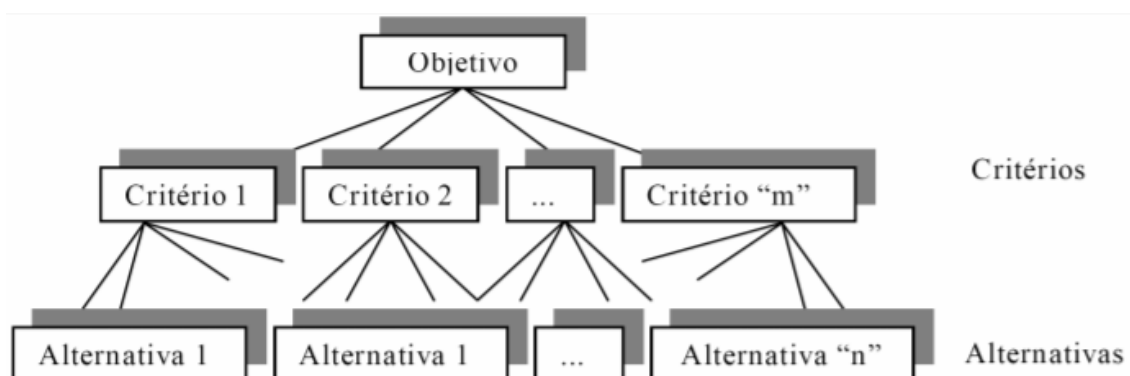 Objetivo
Critérios
Critério 1
Critério 2
...
Critério “m”
Alternativa 1
Alternativa 1
...
Alternativa “n”
Alternativas